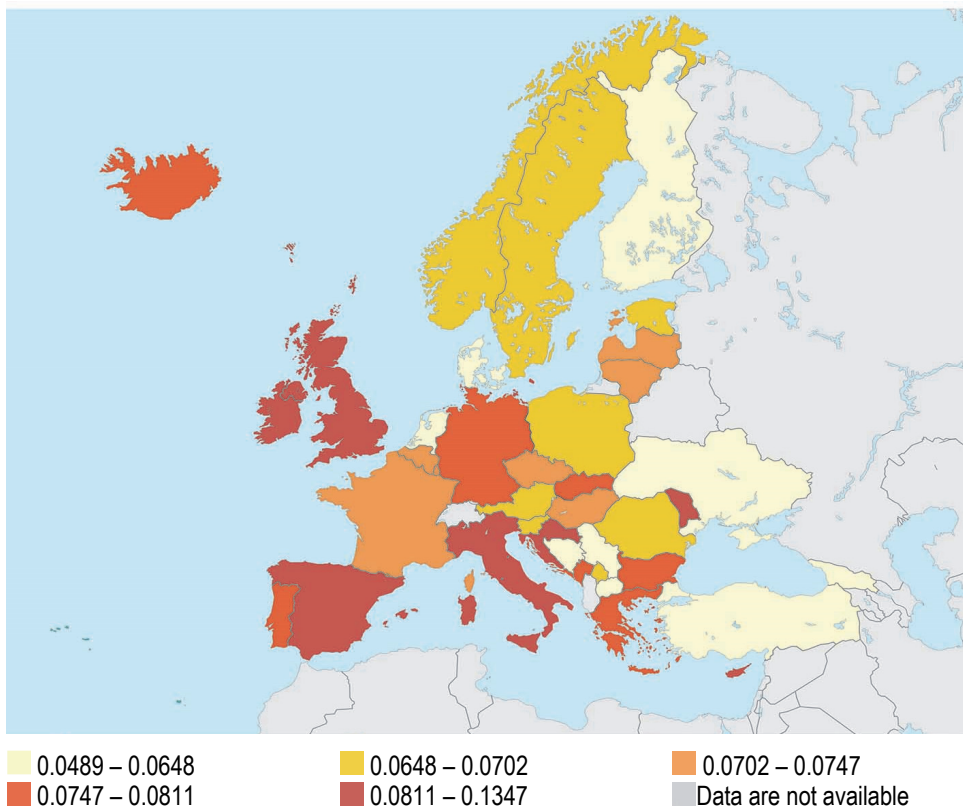 0.0489 – 0.0648
0.0648 – 0.0702
0.0702 – 0.0747
0.0747 – 0.0811
0.0811 – 0.1347
Data are not available